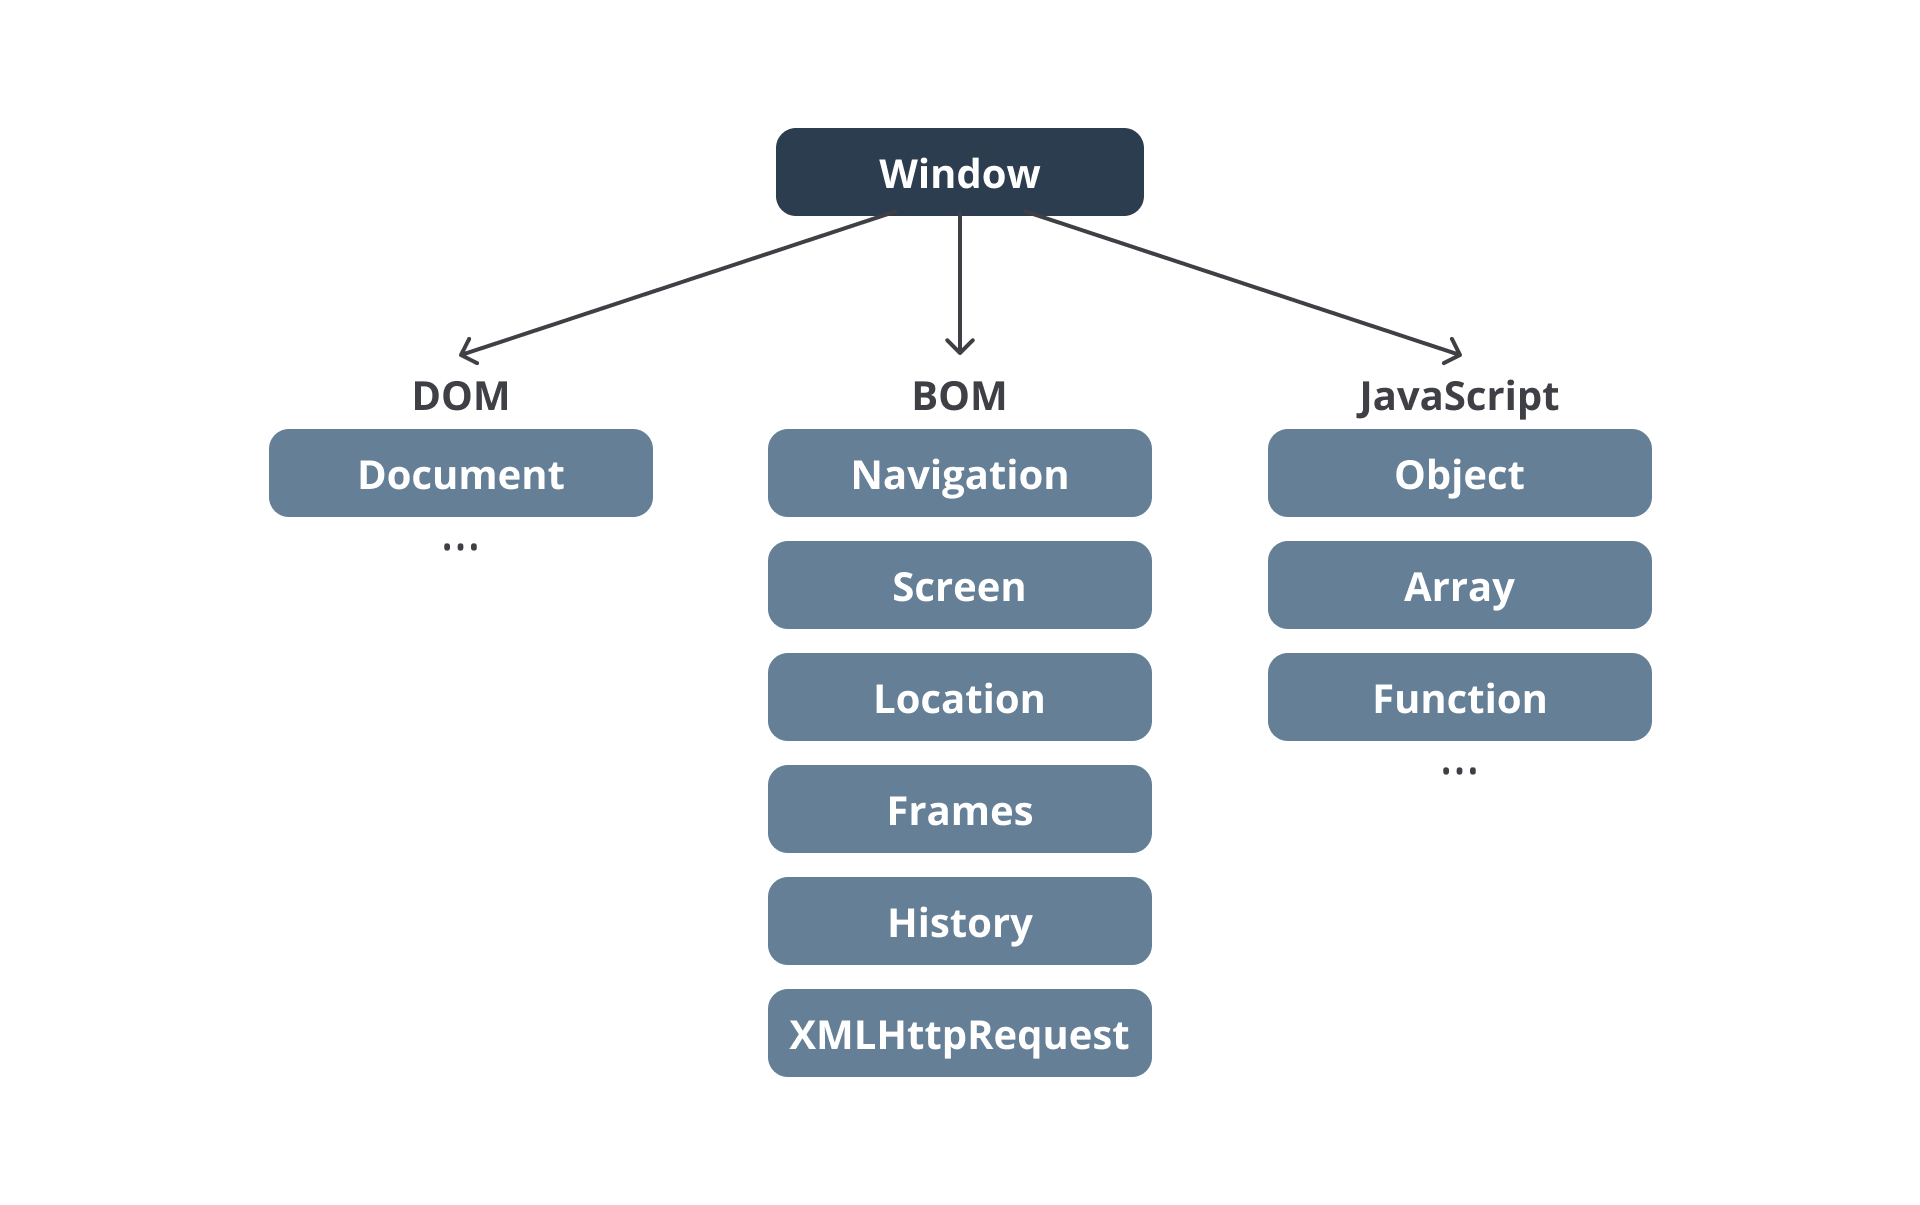 Window
DOM
Document
...
BOM
Navigation
Screen
Location
Frames
History
XMLHttpRequest
JavaScript
Object
Array
Function
...